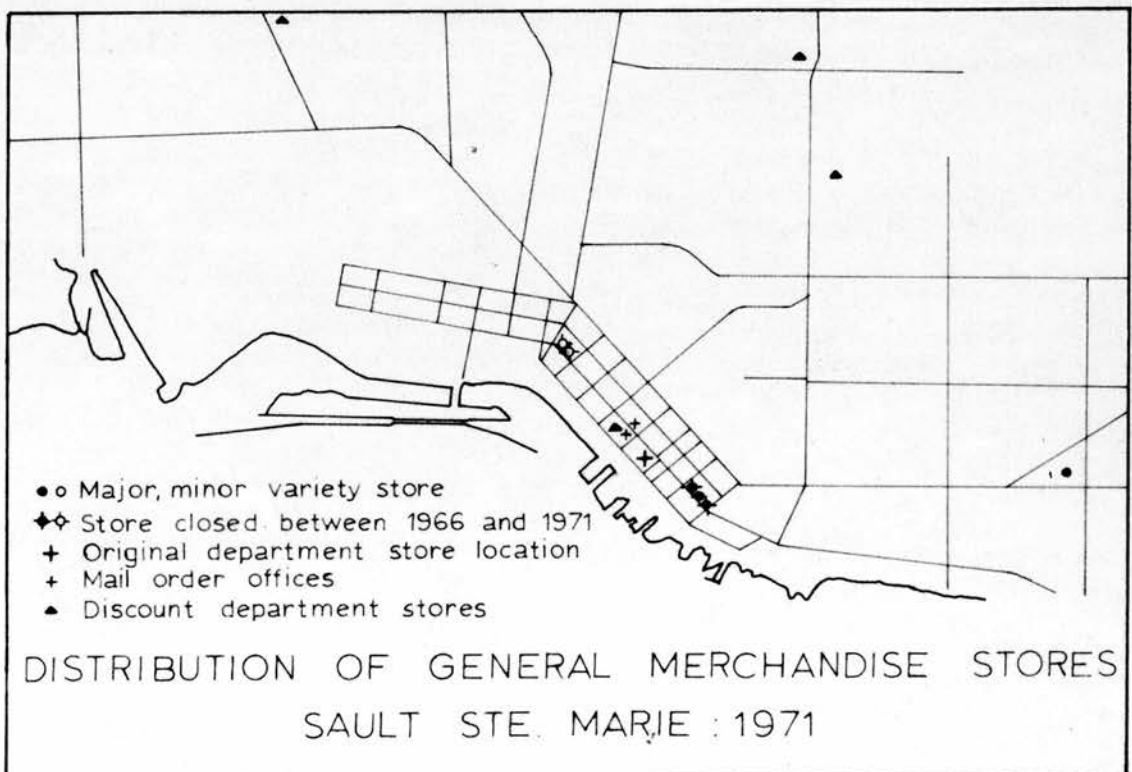 Major, minor variety store
Store closed between 1966 and 1971
Original department store location
Mail order offices
Discount department stores
DISTRIBUTION OF GENERAL MERCHANDISE STORES
SAULT STE. MARIE : 1971